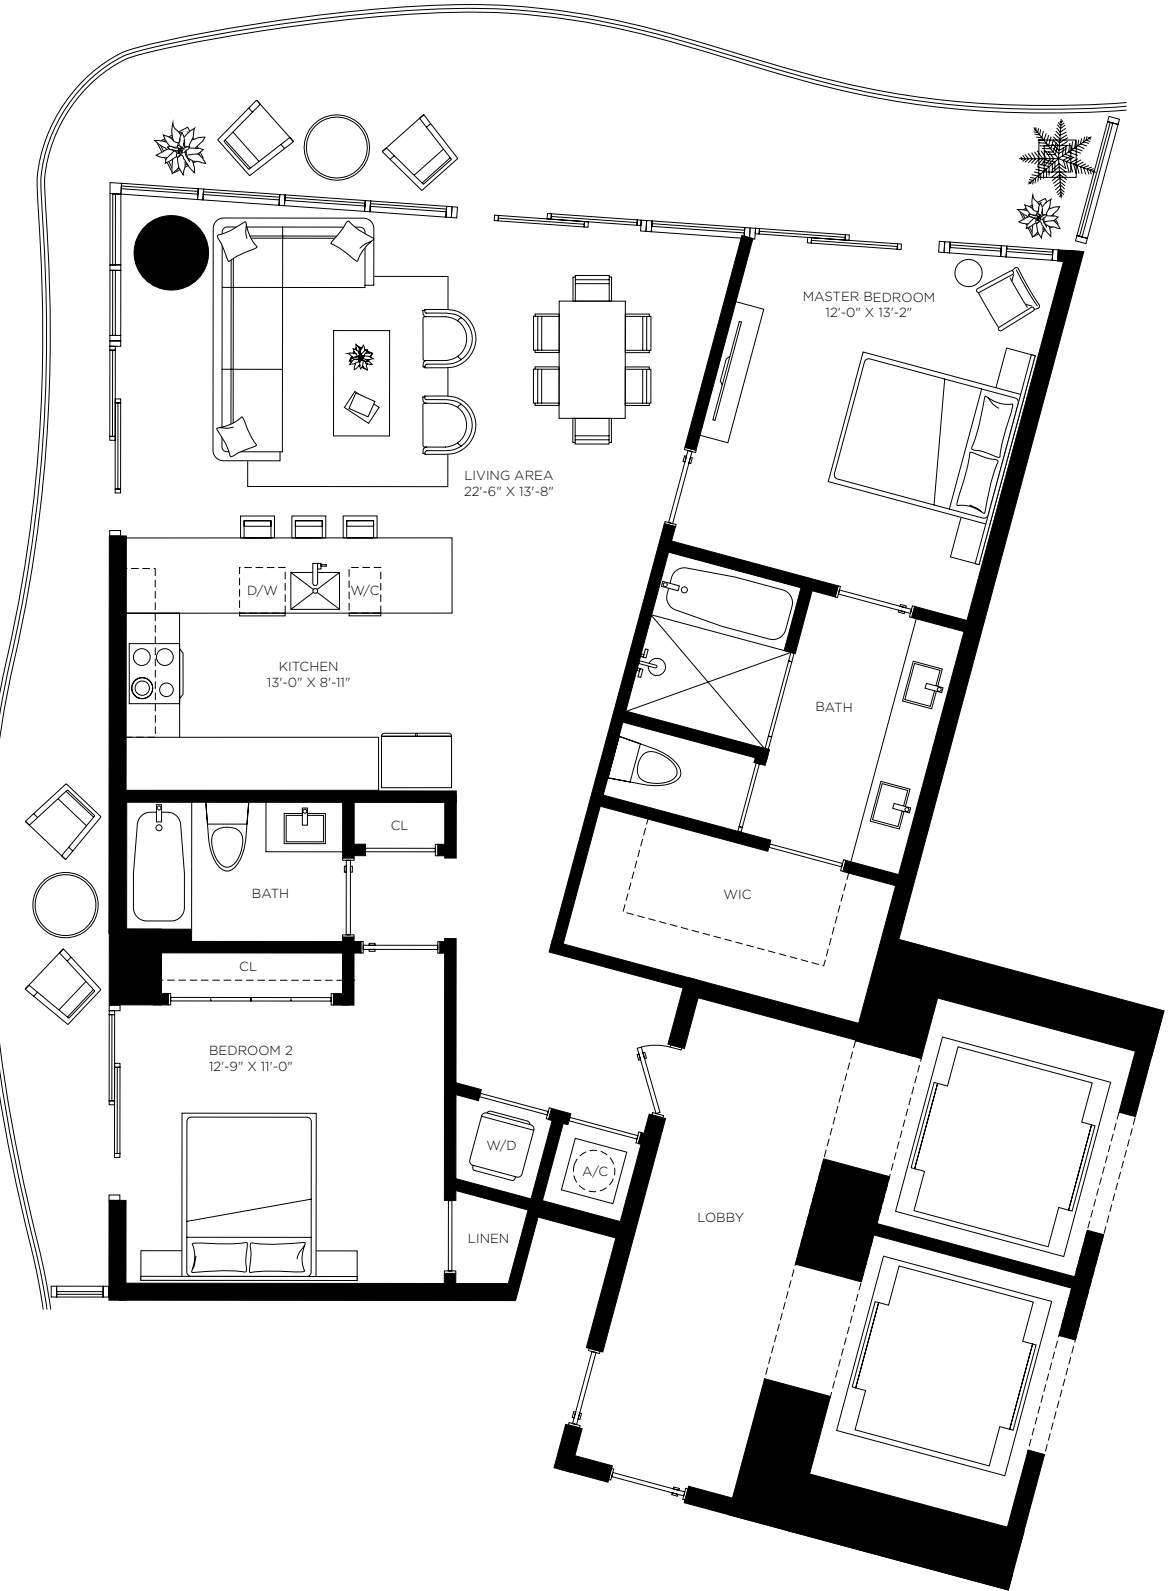 MASTER BEDROOM
12'-0" X 13'-2"
LIVING AREA
22'-6" X 13'-8"
D/W
W/C
KITCHEN
13'-0" X 8'-11"
BATH
CL
BATH
WIC
CL
BEDROOM 2
12'-9" X 11'-0"
W/D
A/C
LOBBY
LINEN